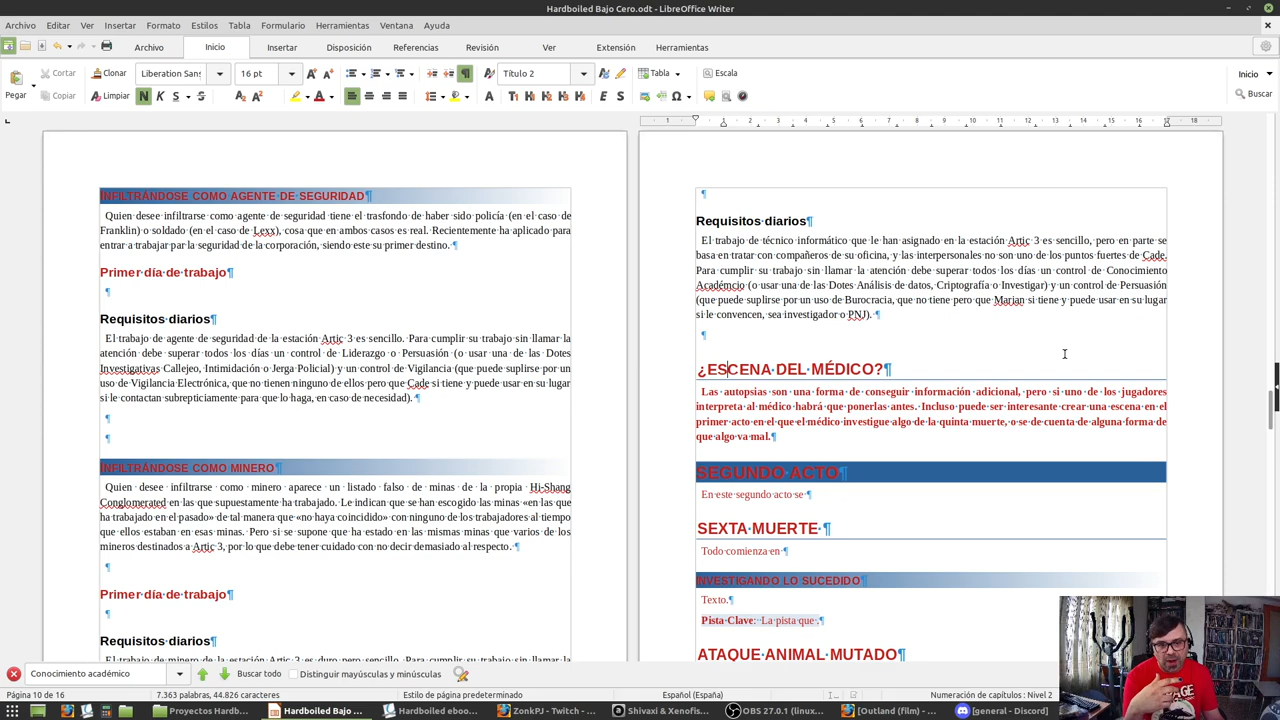 Hardboiled Bajo Cero.odt - LibreOffice Writer
Archivo Editar Ver Insertar Formato Estilos Tabla Formulario Herramientas Ventana Ayuda
Archivo Inicio Insertar Disposición Referencias Revisión Ver Extensión Herramientas
Cortar Clonar Liberation Sans 16 pt Título 2 Tabla Escala Inicio
Pegar Copiar Limpiar Buscar
INFILTRÁNDOSE COMO AGENTE DE SEGURIDAD¶
Quien desee infiltrarse como agente de seguridad tiene el trasfondo de haber sido policía (en el caso de
Franklin) o soldado (en el caso de Lexx), cosa que en ambos casos es real. Recientemente ha aplicado para
entrar a trabajar par la seguridad de la corporación, siendo este su primer destino. ¶
Primer día de trabajo¶
¶
Requisitos diarios¶
El trabajo de agente de seguridad de la estación Artic 3 es sencillo. Para cumplir su trabajo sin llamar la
atención debe superar todos los días un control de Liderazgo o Persuasión (o usar una de las Dotes
Investigativas Callejeo, Intimidación o Jerga Policial) y un control de Vigilancia (que puede suplirse por un
uso de Vigilancia Electrónica, que no tienen ninguno de ellos pero que Cade si tiene y puede usar en su lugar
si le contactan subrepticiamente para que lo haga, en caso de necesidad). ¶
¶
¶
INFILTRÁNDOSE COMO MINERO¶
Quien desee infiltrarse como minero aparece un listado falso de minas de la propia Hi-Shang
Conglomerated en las que supuestamente ha trabajado. Le indican que se han escogido las minas «en las que
ha trabajado en el pasado» de tal manera que «no haya coincidido» con ninguno de los trabajadores al tiempo
que ellos estaban en esas minas. Pero si se supone que ha estado en las mismas minas que varios de los
mineros destinados a Artic 3, por lo que debe tener cuidado con no decir demasiado al respecto. ¶
¶
Primer día de trabajo¶
¶
Requisitos diarios¶
El trabajo de minero de la estación Artic 3 es duro pero sencillo. Para cumplir su trabajo sin llamar la
¶
Requisitos diarios¶
El trabajo de técnico informático que le han asignado en la estación Artic 3 es sencillo, pero en parte se
basa en tratar con compañeros de su oficina, y las interpersonales no son uno de los puntos fuertes de Cade.
Para cumplir su trabajo sin llamar la atención debe superar todos los días un control de Conocimiento
Académcio (o usar una de las Dotes Análisis de datos, Criptografía o Investigar) y un control de Persuasión
(que puede suplirse por un uso de Burocracia, que no tiene pero que Marian si tiene y puede usar en su lugar
si le convencen, sea investigador o PNJ). ¶
¶
¿ESCENA DEL MÉDICO?¶
Las autopsias son una forma de conseguir información adicional, pero si uno de los jugadores
interpreta al médico habrá que ponerlas antes. Incluso puede ser interesante crear una escena en el
primer acto en el que el médico investigue algo de la quinta muerte, o se de cuenta de alguna forma de
que algo va mal.¶
SEGUNDO ACTO¶
En este segundo acto se ¶
SEXTA MUERTE ¶
Todo comienza en ¶
INVESTIGANDO LO SUCEDIDO¶
Texto.¶
Pista Clave: La pista que .¶
ATAQUE ANIMAL MUTADO¶
Conocimiento académico Buscar todo Distinguir mayúsculas y minúsculas
Página 10 de 16 7.363 palabras, 44.826 caracteres Estilo de página predeterminado Español (España) Numeración de capítulos : Nivel 2
Proyectos Hardb... Hardboiled Bajo ... Hardboiled eboo... ZonkPJ - Twitch - ... Shivaxi & Xenofis... OBS 27.0.1 (linux... [Outland (film) - ... [general - Discord]